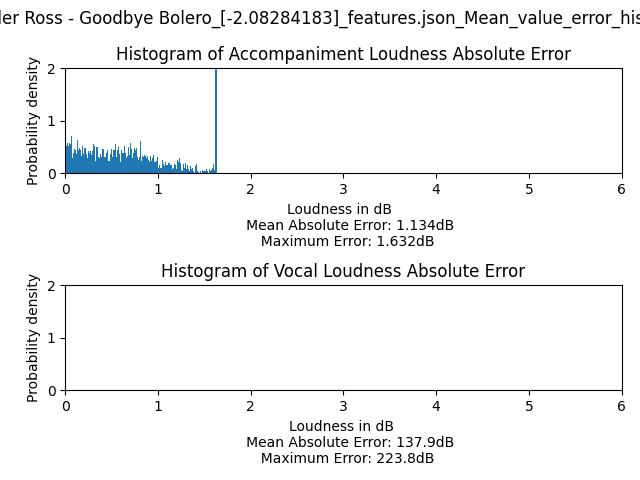 Ross - Goodbye Bolero_[-2.08284183]_features.json_Mean_value_error_
Histogram of Accompaniment Loudness Absolute Error
Probability density
2
1
0
0 1 2 3 4 5 6
Loudness in dB
Mean Absolute Error: 1.134dB
Maximum Error: 1.632dB
Histogram of Vocal Loudness Absolute Error
Probability density
2
1
0
0 1 2 3 4 5 6
Loudness in dB
Mean Absolute Error: 137.9dB
Maximum Error: 223.8dB